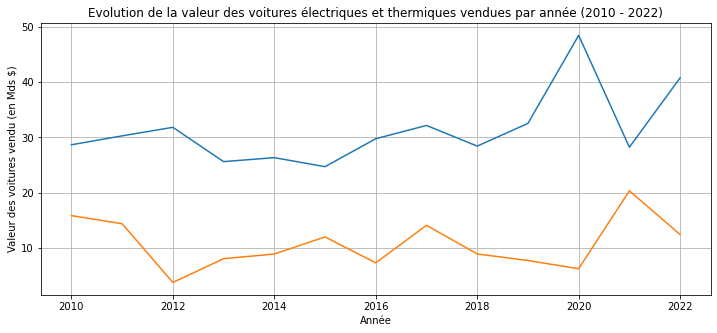 Evolution de la valeur des voitures électriques et thermiques vendues par année (2010 - 2022)
Valeur des voitures vendu (en Mds $)
50
40
30
20
10
2010 2012 2014 2016 2018 2020 2022
Année